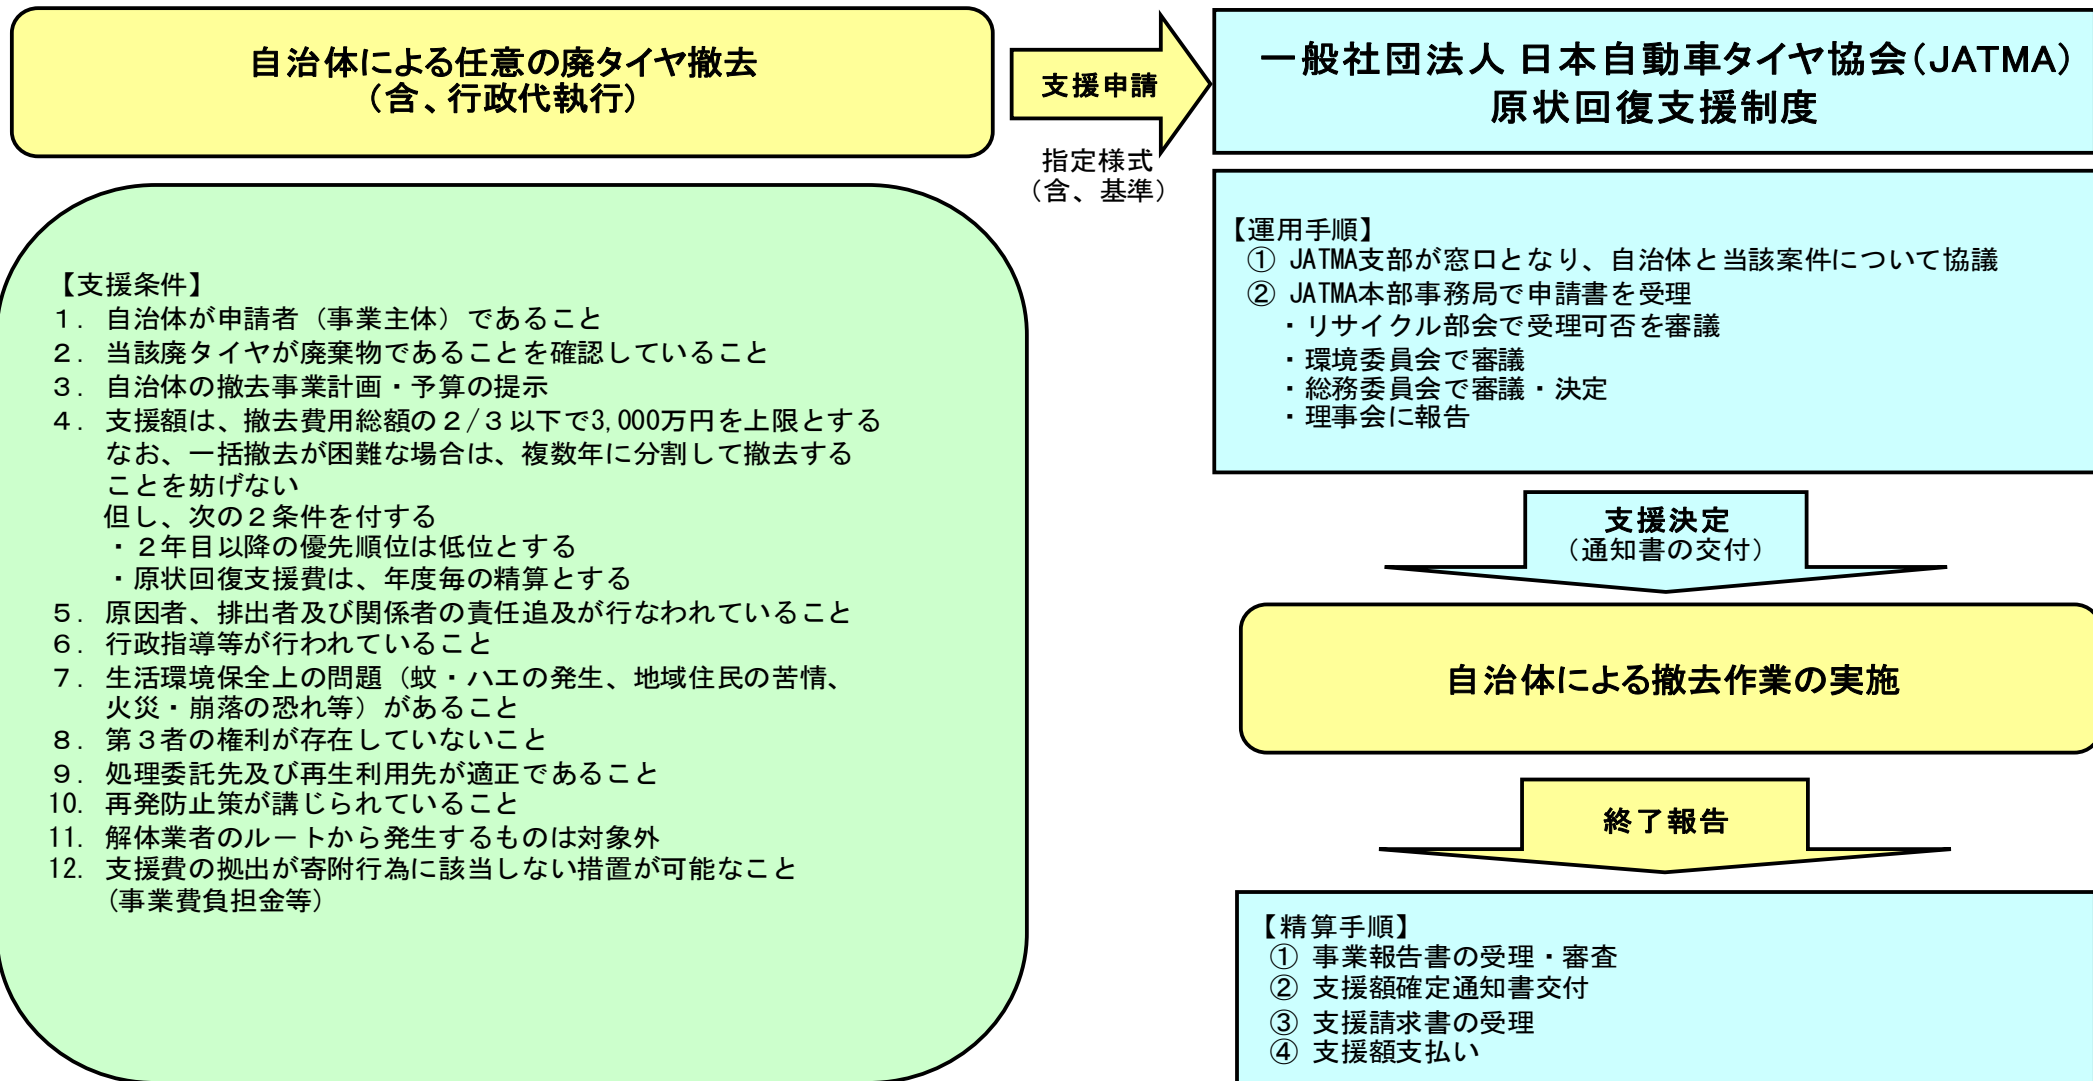 自治体による任意の廃タイヤ撤去
（含、行政代執行）
支援申請
指定様式
（含、基準）
一般社団法人 日本自動車タイヤ協会（JATMA）
原状回復支援制度
【支援条件】
１．自治体が申請者（事業主体）であること
２．当該廃タイヤが廃棄物であることを確認していること
３．自治体の撤去事業計画・予算の提示
４．支援額は、撤去費用総額の２/３以下で3,000万円を上限とする
なお、一括撤去が困難な場合は、複数年に分割して撤去する
ことを妨げない
但し、次の２条件を付する
・２年目以降の優先順位は低位とする
・原状回復支援費は、年度毎の精算とする
５．原因者、排出者及び関係者の責任追及が行なわれていること
６．行政指導等が行われていること
７．生活環境保全上の問題（蚊・ハエの発生、地域住民の苦情、
火災・崩落の恐れ等）があること
８．第３者の権利が存在していないこと
９．処理委託先及び再生利用先が適正であること
10．再発防止策が講じられていること
11．解体業者のルートから発生するものは対象外
12．支援費の拠出が寄附行為に該当しない措置が可能なこと
（事業費負担金等）
【運用手順】
① JATMA支部が窓口となり、自治体と当該案件について協議
② JATMA本部事務局で申請書を受理
・リサイクル部会で受理可否を審議
・環境委員会で審議
・総務委員会で審議・決定
・理事会に報告
支援決定
（通知書の交付）
自治体による撤去作業の実施
終了報告
【精算手順】
① 事業報告書の受理・審査
② 支援額確定通知書交付
③ 支援請求書の受理
④ 支援額支払い